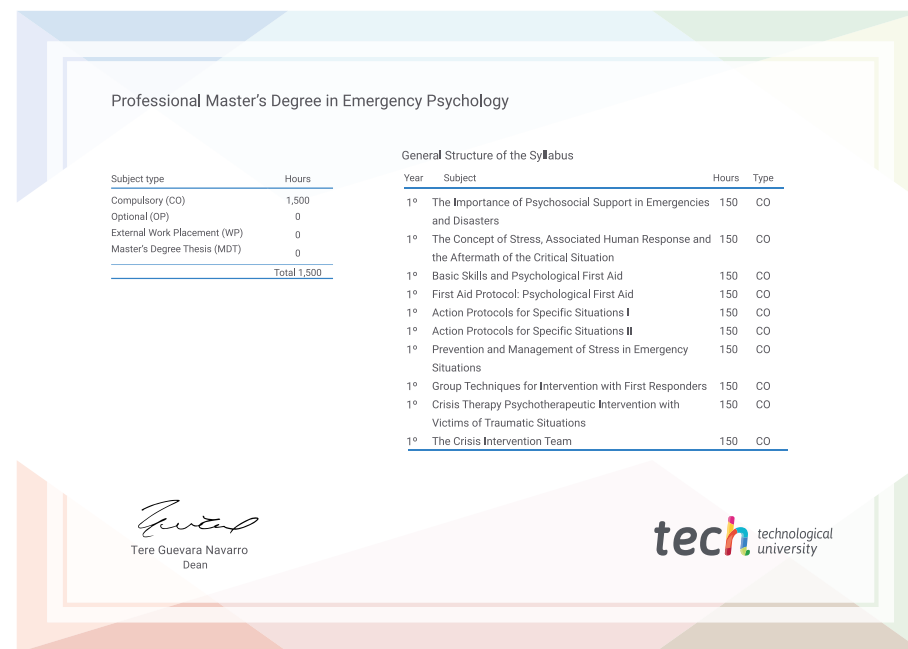 Professional Master's Degree in Emergency Psychology
Subject type Hours
Compulsory (CO) 1,500
Optional (OP) 0
External Work Placement (WP) 0
Master's Degree Thesis (MDT) 0
Total 1,500
General Structure of the Syllabus
Year Subject Hours Type
1º The Importance of Psychosocial Support in Emergencies 150 CO
and Disasters
1º The Concept of Stress, Associated Human Response and 150 CO
the Aftermath of the Critical Situation
1º Basic Skills and Psychological First Aid 150 CO
1º First Aid Protocol: Psychological First Aid 150 CO
1º Action Protocols for Specific Situations I 150 CO
1º Action Protocols for Specific Situations II 150 CO
1º Prevention and Management of Stress in Emergency 150 CO
Situations
1º Group Techniques for Intervention with First Responders 150 CO
1º Crisis Therapy Psychotherapeutic Intervention with 150 CO
Victims of Traumatic Situations
1º The Crisis Intervention Team 150 CO
Tere Guevara Navarro
Dean
tech technological
university